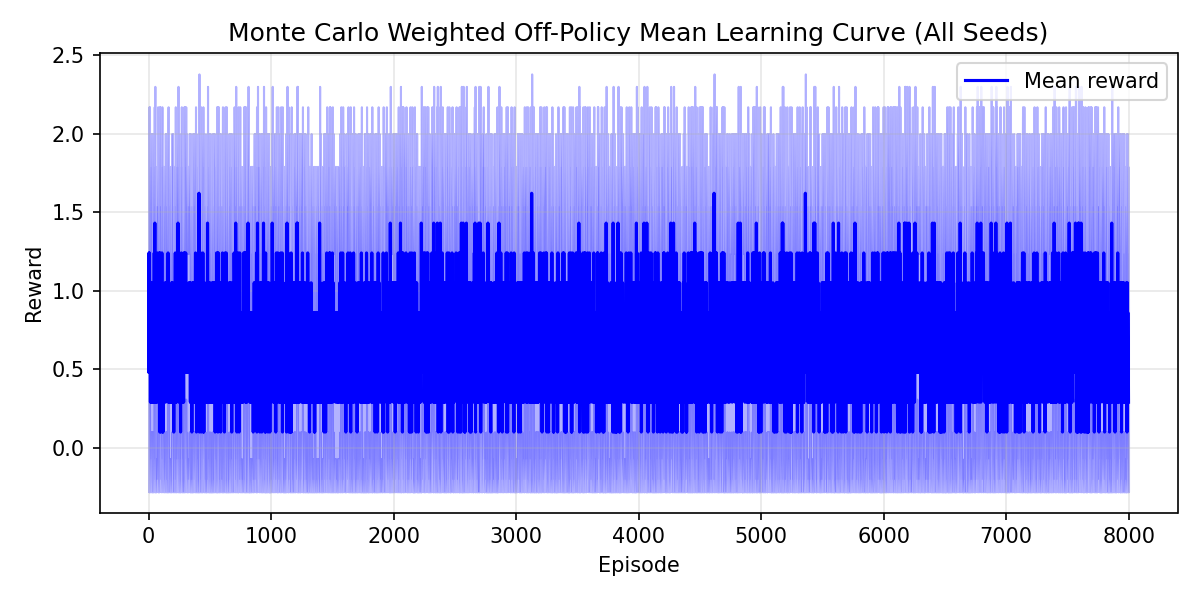 Monte Carlo Weighted Off-Policy Mean Learning Curve (All Seeds)
2.5
Mean reward
2.0
1.5
1.0
0.5
0.0
Reward
0 1000 2000 3000 4000 5000 6000 7000 8000
Episode